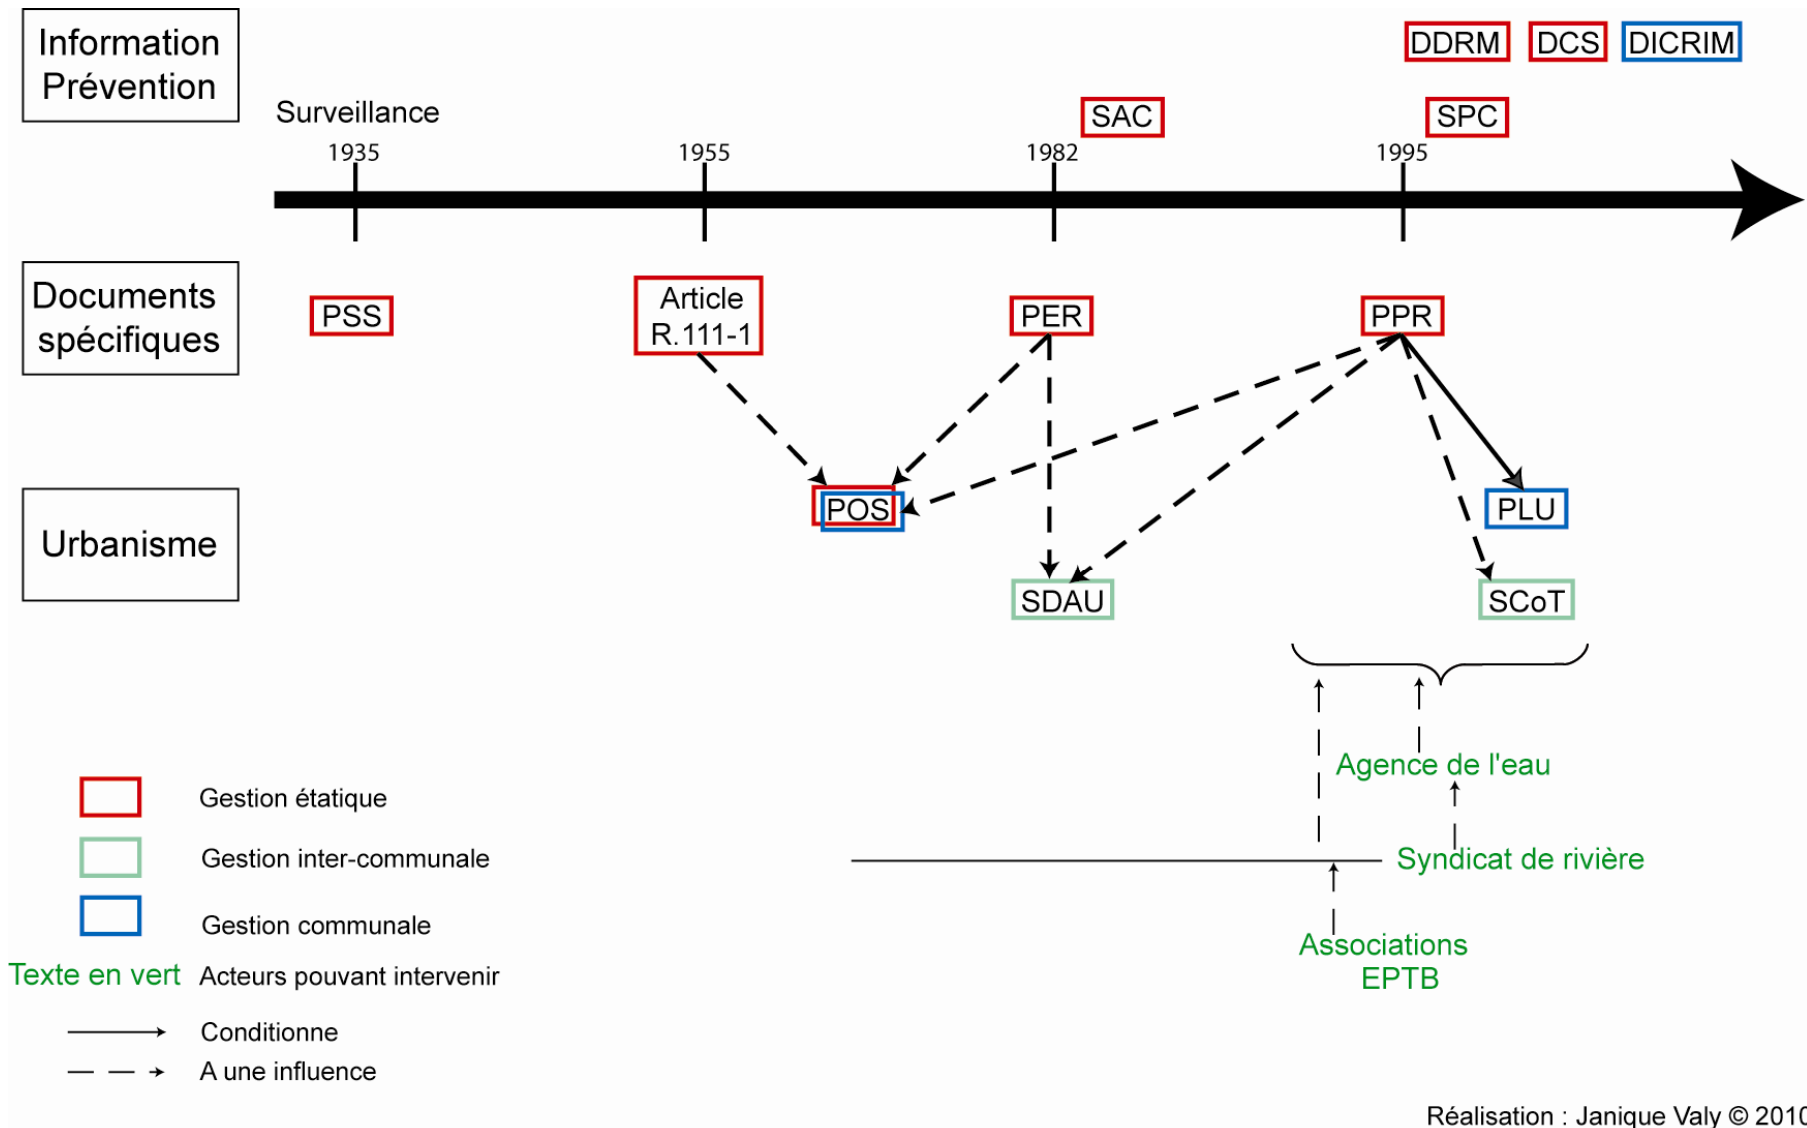 Information
Prévention
DDRM
DCS
DICRIM
Surveillance
SAC
SPC
1935
1955
1982
1995
Documents
spécifiques
PSS
Article
R.111-1
PER
PPR
Urbanisme
POS
PLU
SDAU
SCoT
Agence de l'eau
Syndicat de rivière
Associations
EPTB
Gestion étatique
Gestion inter-communale
Gestion communale
Texte en vert Acteurs pouvant intervenir
Conditionne
A une influence
Réalisation : Janique Valy © 2010